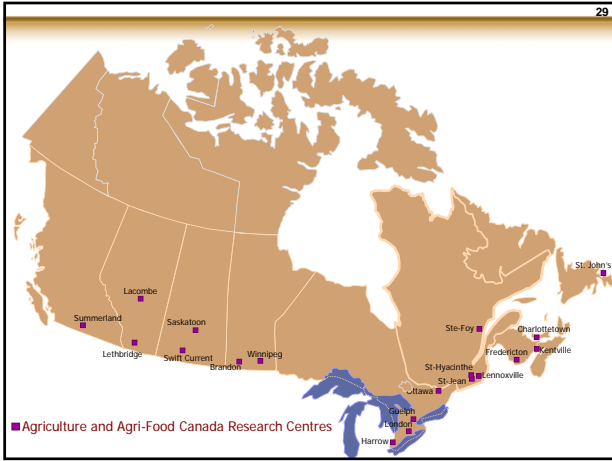 29
St. John's
Lacombe
Summerland
Saskatoon
Ste-Foy
Charlottetown
Lethbridge
Swift Current
Brandon
Winnipeg
Fredericton
Kentville
St-Hyacinthe
Lennoxville
St-Jean
Ottawa
Guelph
London
Agriculture and Agri-Food Canada Research Centres
Harrow